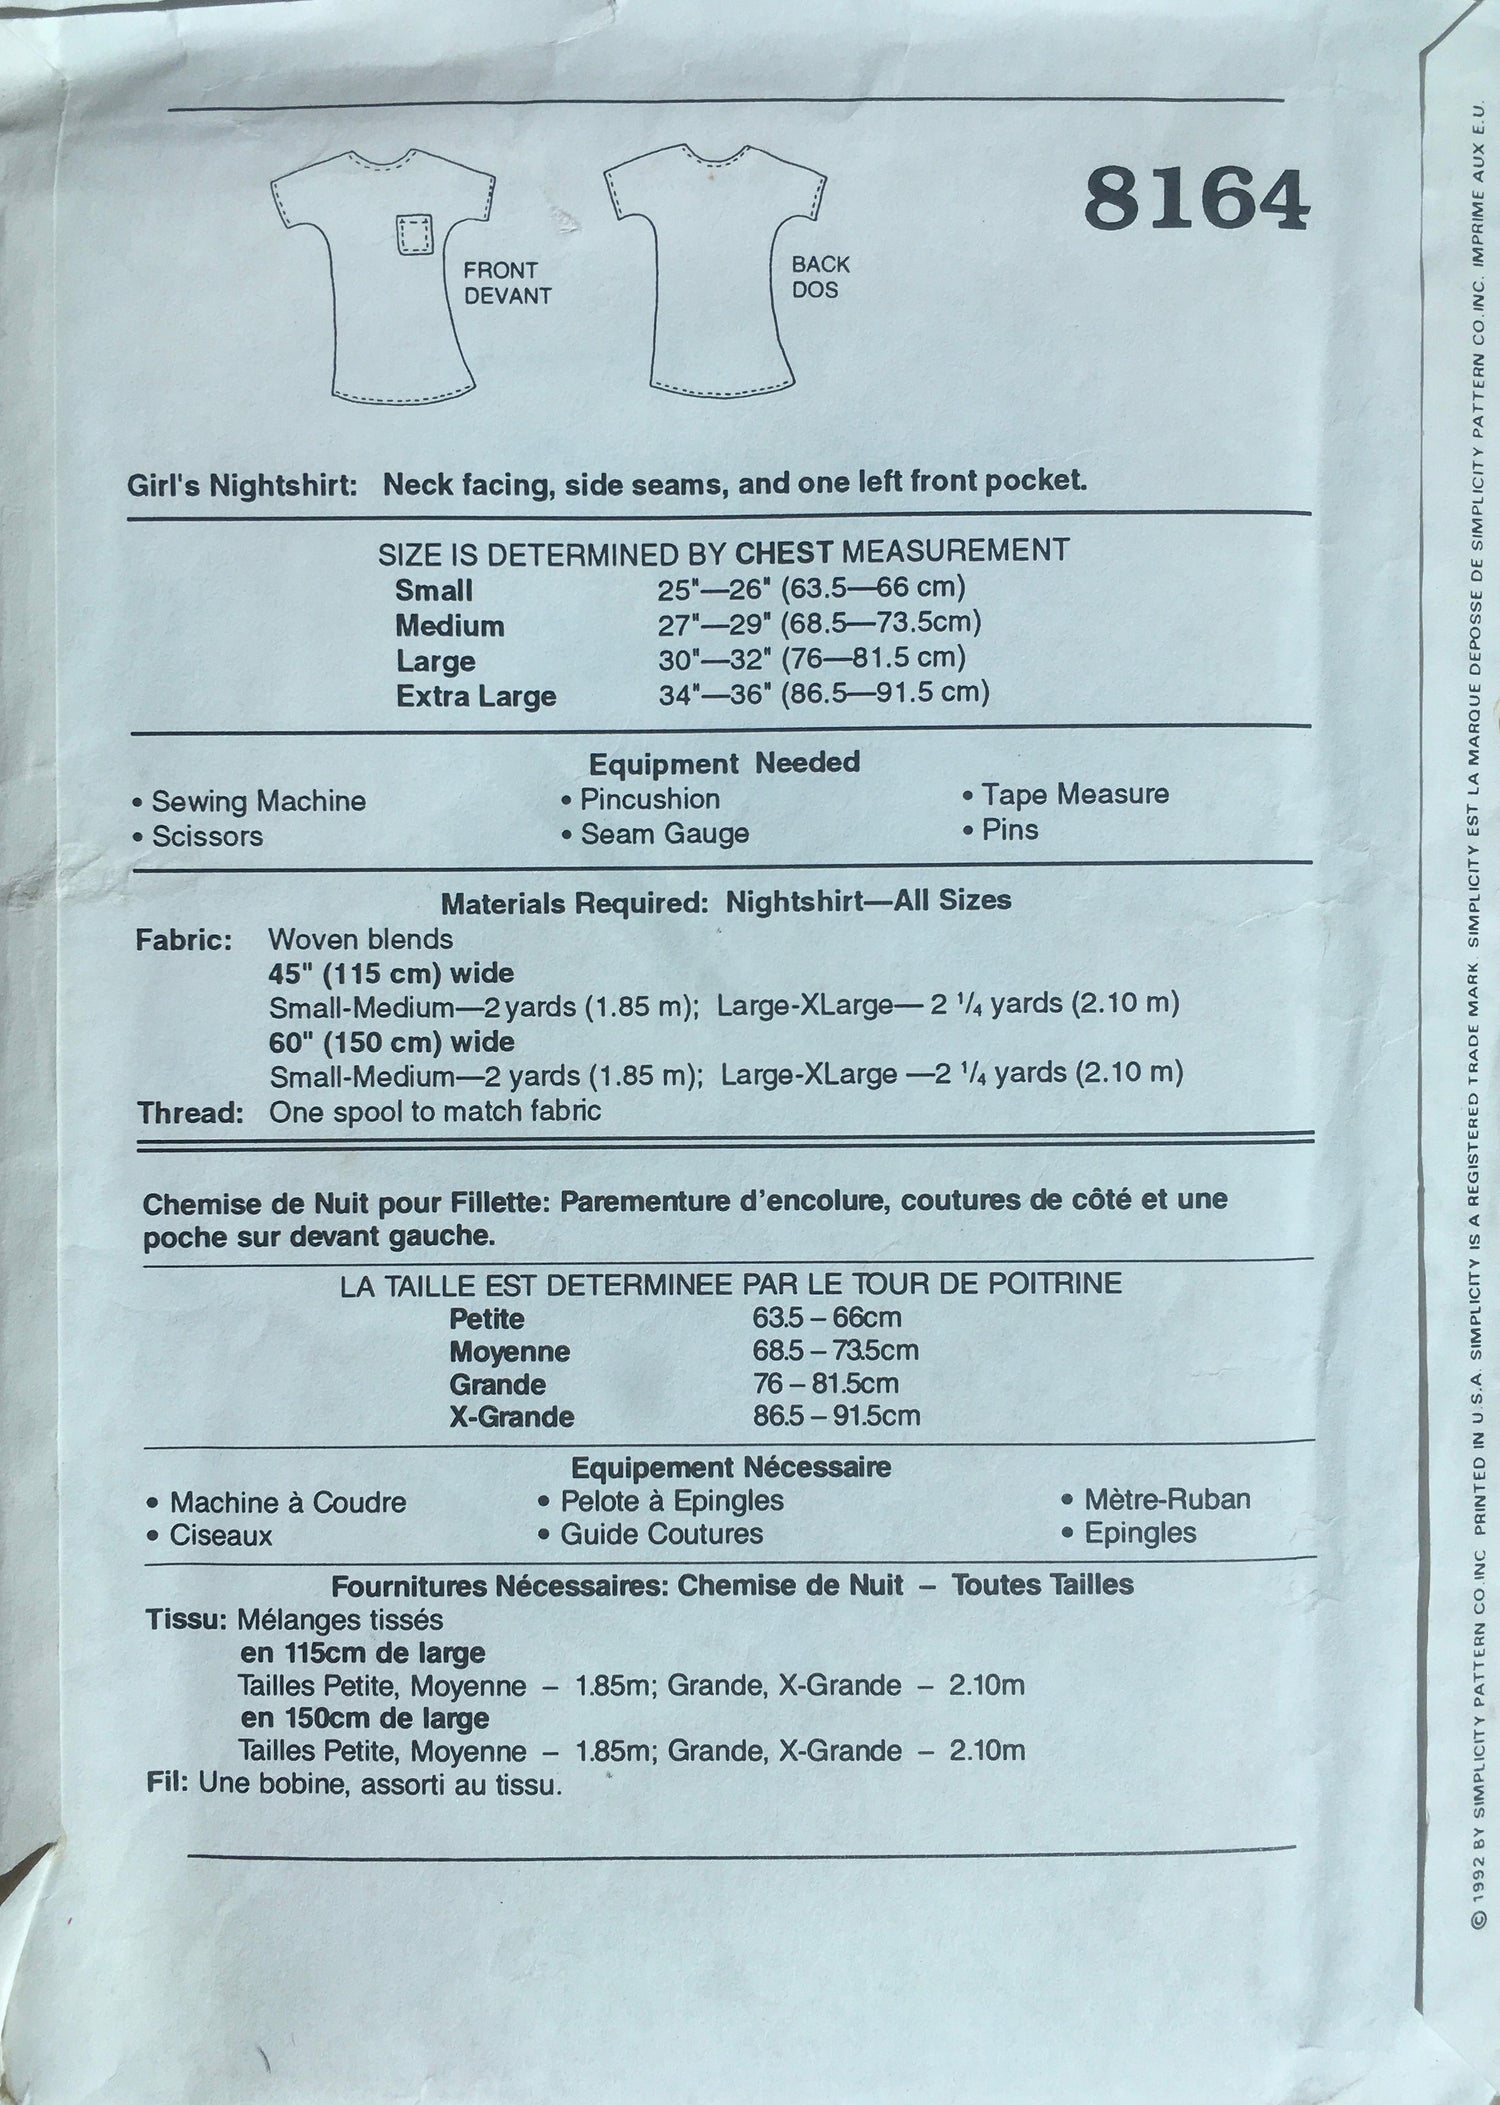 8164
FRONT
DEVANT
BACK
DOS
Girl's Nightshirt: Neck facing, side seams, and one left front pocket.
SIZE IS DETERMINED BY CHEST MEASUREMENT
Small 25"—26" (63.5—66 cm)
Medium 27"—29" (68.5—73.5cm)
Large 30"—32" (76—81.5 cm)
Extra Large 34"—36" (86.5—91.5 cm)
Equipment Needed
• Sewing Machine • Pincushion • Tape Measure
• Scissors • Seam Gauge • Pins
Materials Required: Nightshirt—All Sizes
Fabric: Woven blends
45" (115 cm) wide
Small-Medium—2 yards (1.85 m); Large-XLarge— 2 1/4 yards (2.10 m)
60" (150 cm) wide
Small-Medium—2 yards (1.85 m); Large-XLarge —2 1/4 yards (2.10 m)
Thread: One spool to match fabric
Chemise de Nuit pour Fillette: Parementure d'encolure, coutures de côté et une
poche sur devant gauche.
LA TAILLE EST DETERMINEE PAR LE TOUR DE POITRINE
Petite 63.5 – 66cm
Moyenne 68.5 – 73.5cm
Grande 76 – 81.5cm
X-Grande 86.5 – 91.5cm
Equipement Nécessaire
• Machine à Coudre • Pelote à Epingles • Mètre-Ruban
• Ciseaux • Guide Coutures • Epingles
Fournitures Nécessaires: Chemise de Nuit – Toutes Tailles
Tissu: Mélanges tissés
en 115cm de large
Tailles Petite, Moyenne – 1.85m; Grande, X-Grande – 2.10m
en 150cm de large
Tailles Petite, Moyenne – 1.85m; Grande, X-Grande – 2.10m
Fil: Une bobine, assorti au tissu.
© 1992 BY SIMPLICITY PATTERN CO.INC. PRINTED IN U.S.A. SIMPLICITY IS A REGISTERED TRADE MARK. SIMPLICITY EST LA MARQUE DEPOSSE DE SIMPLICITY PATTERN CO.INC. IMPRIME AUX E.U.